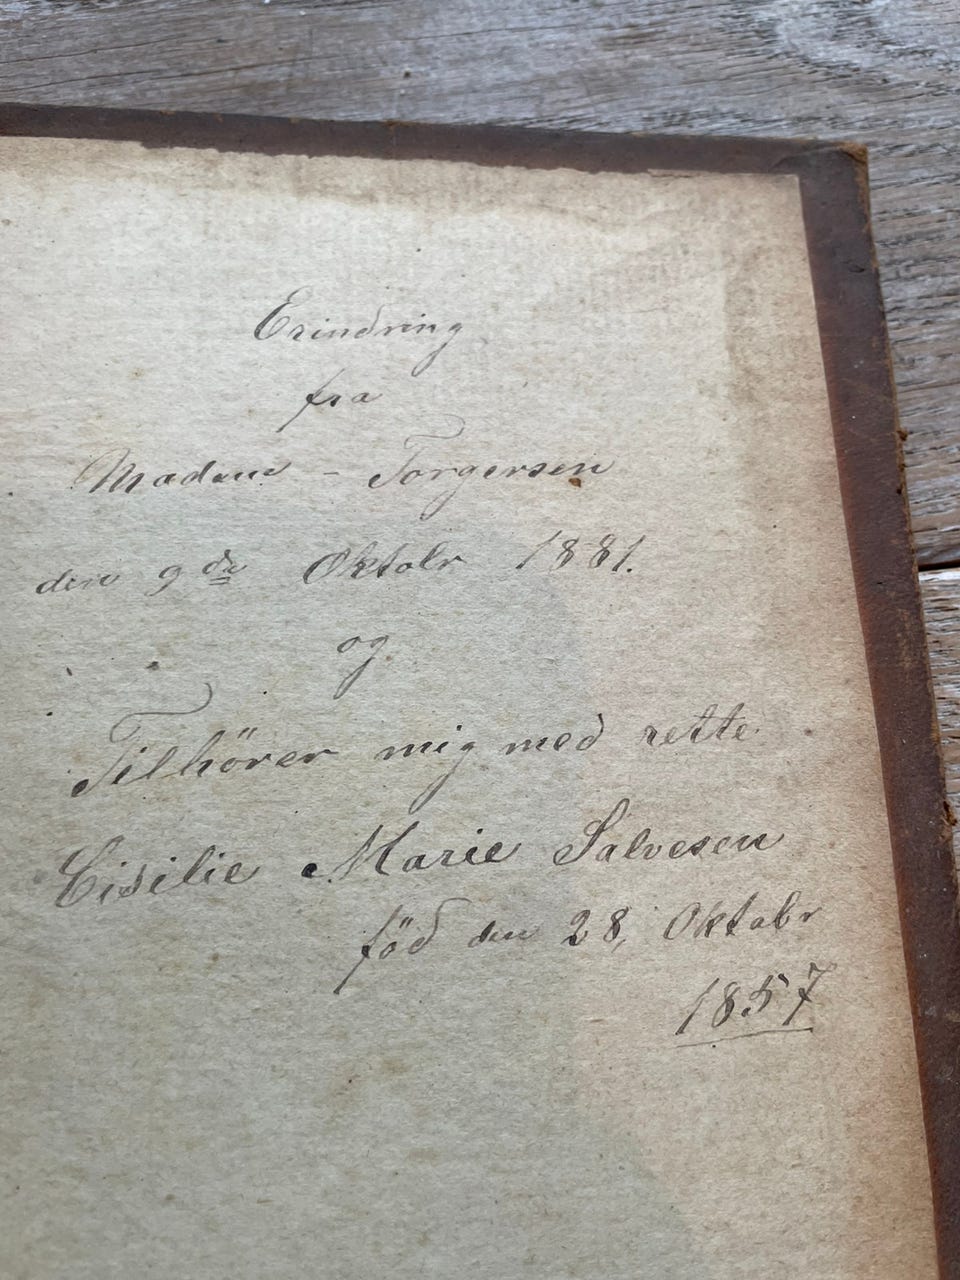 Erindring
fra
Madam - Torgersen
den 9de Oktobr 1881.
og
Tilhörer mig med rette
Cisilie Marie Salvesen
föd den 28, Oktobr
1857